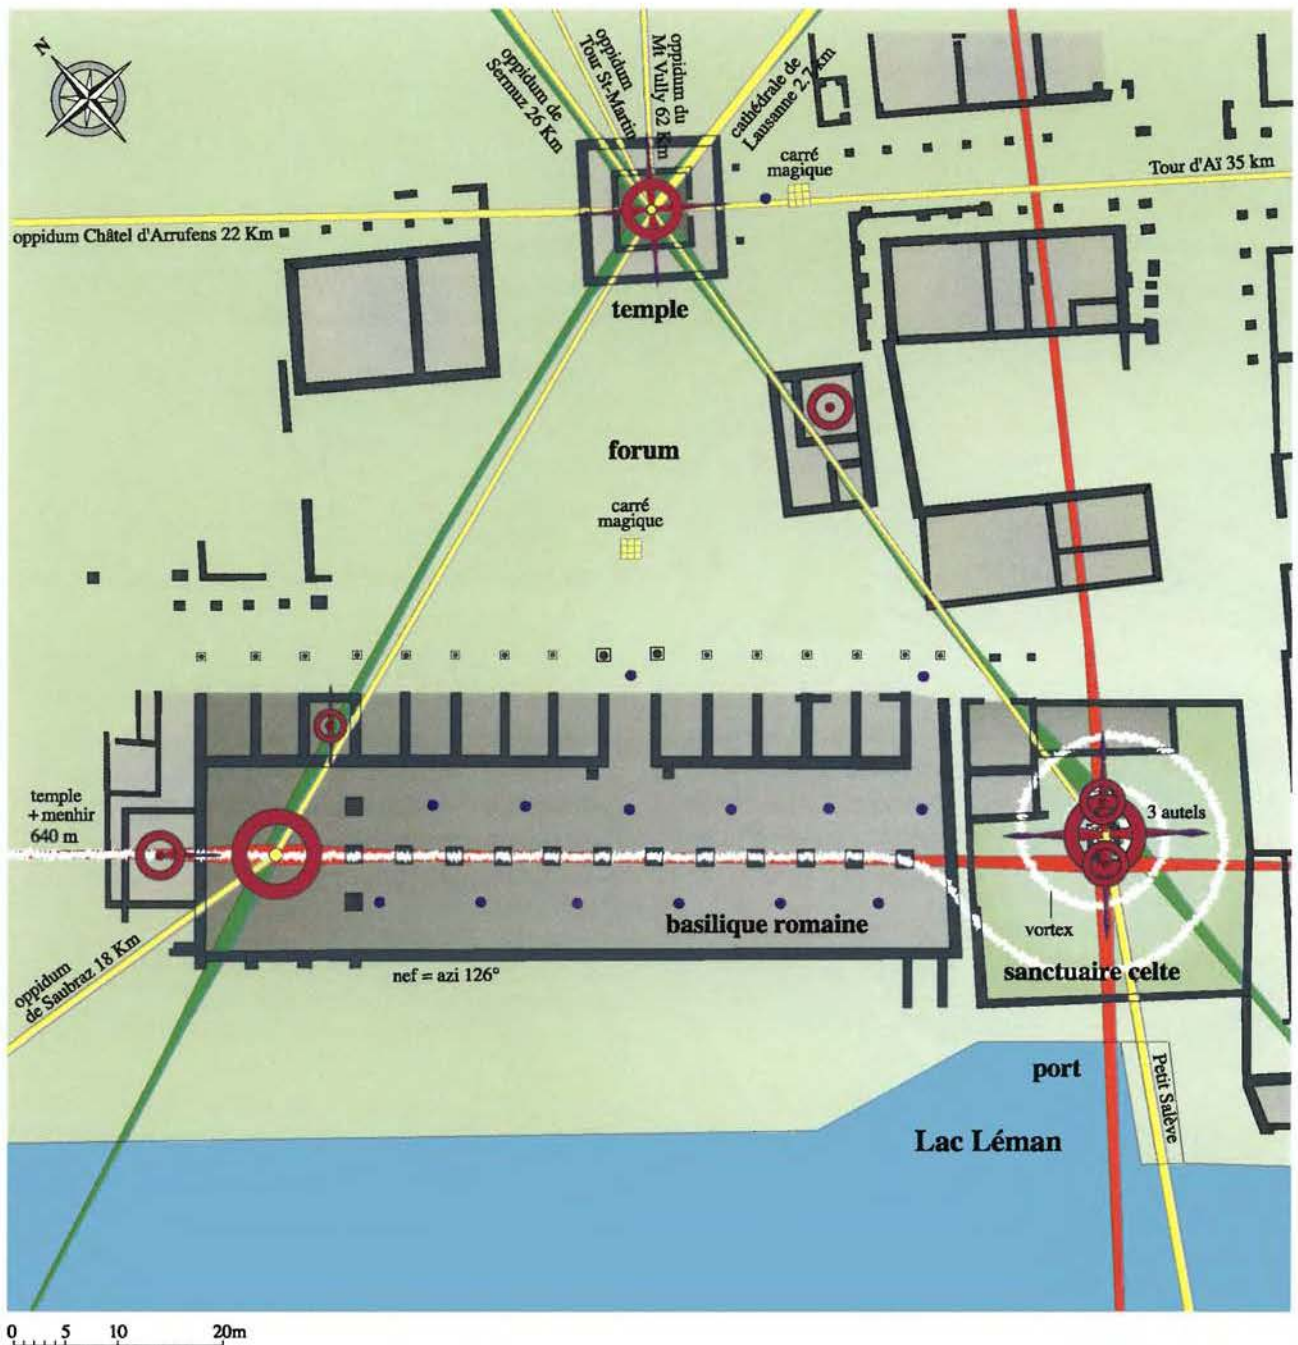 N
oppidum de
Sermuz 26 Km
oppidum
Tour St-Martin
oppidum du
Mt Vully 62 Km
cathédrale de
Lausanne 2.7 km
carré
magique
Tour d'Aï 35 km
oppidum Châtel d'Arrufens 22 Km
temple
forum
carré
magique
temple
+ menhir
640 m
3 autels
basilique romaine
vortex
oppidum
de Saubraz 18 Km
nef = azi 126°
sanctuaire celte
port
Petit Salève
Lac Léman
0 5 10 20m